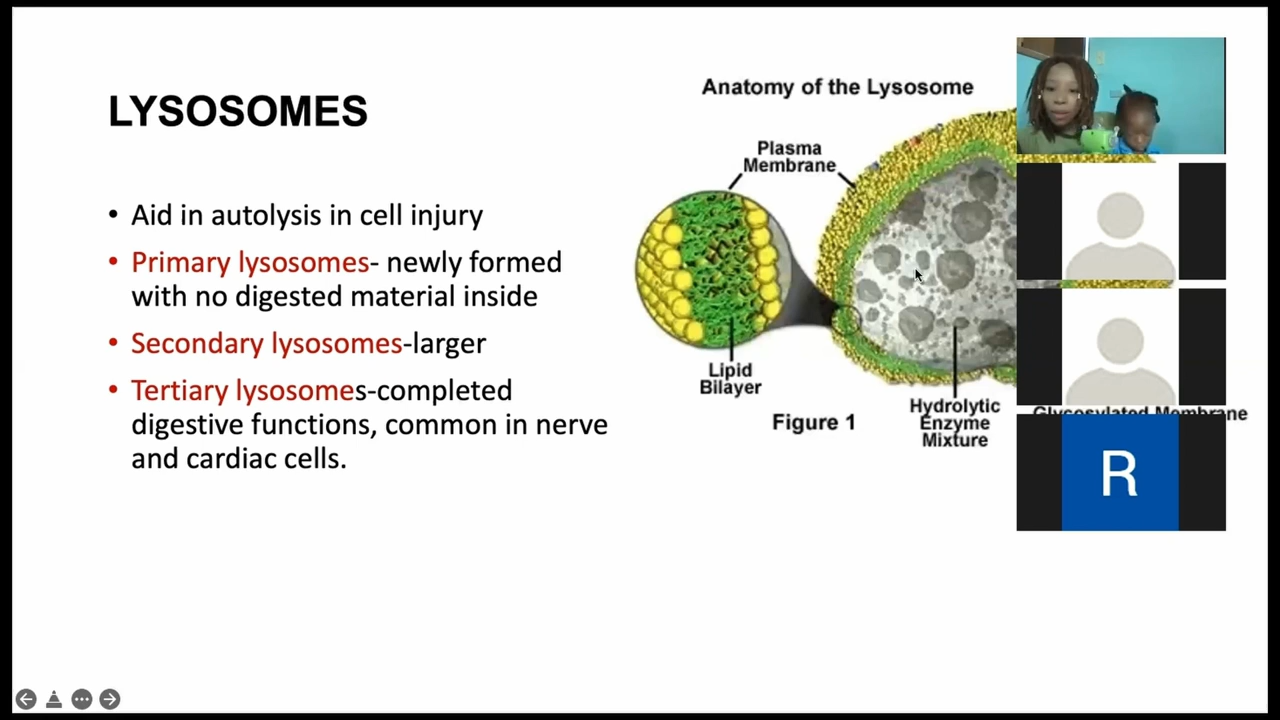 LYSOSOMES
• Aid in autolysis in cell injury
• Primary lysosomes- newly formed
with no digested material inside
• Secondary lysosomes-larger
• Tertiary lysosomes-completed
digestive functions, common in nerve
and cardiac cells.
Anatomy of the Lysosome
Plasma
Membrane
Lipid
Bilayer
Figure 1
Hydrolytic
Enzyme
Mixture
Glycosylated Membrane
R